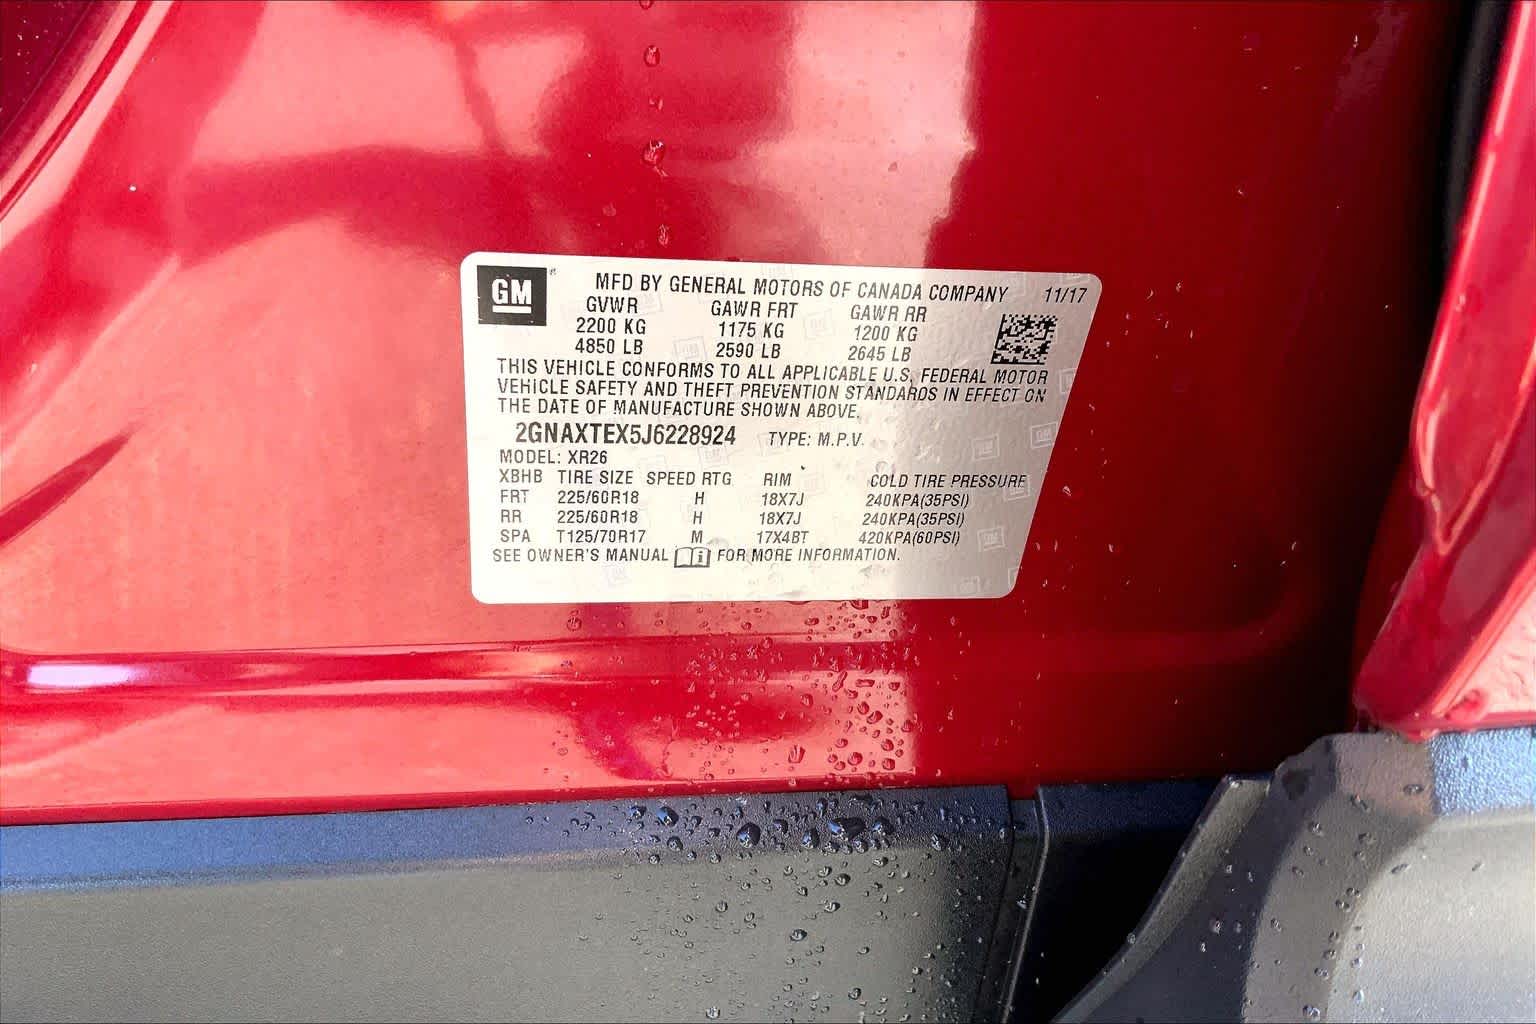 GM ® MFD BY GENERAL MOTORS OF CANADA COMPANY 11/17
GVWR GAWR FRT GAWR RR
2200 KG 1175 KG 1200 KG
4850 LB 2590 LB 2645 LB
THIS VEHICLE CONFORMS TO ALL APPLICABLE U.S. FEDERAL MOTOR
VEHICLE SAFETY AND THEFT PREVENTION STANDARDS IN EFFECT ON
THE DATE OF MANUFACTURE SHOWN ABOVE.
2GNAXTEX5J6228924 TYPE: M.P.V.
MODEL: XR26
XBHB TIRE SIZE SPEED RTG RIM COLD TIRE PRESSURE
FRT 225/60R18 H 18X7J 240KPA(35PSI)
RR 225/60R18 H 18X7J 240KPA(35PSI)
SPA T125/70R17 M 17X4BT 420KPA(60PSI)
SEE OWNER'S MANUAL i FOR MORE INFORMATION.